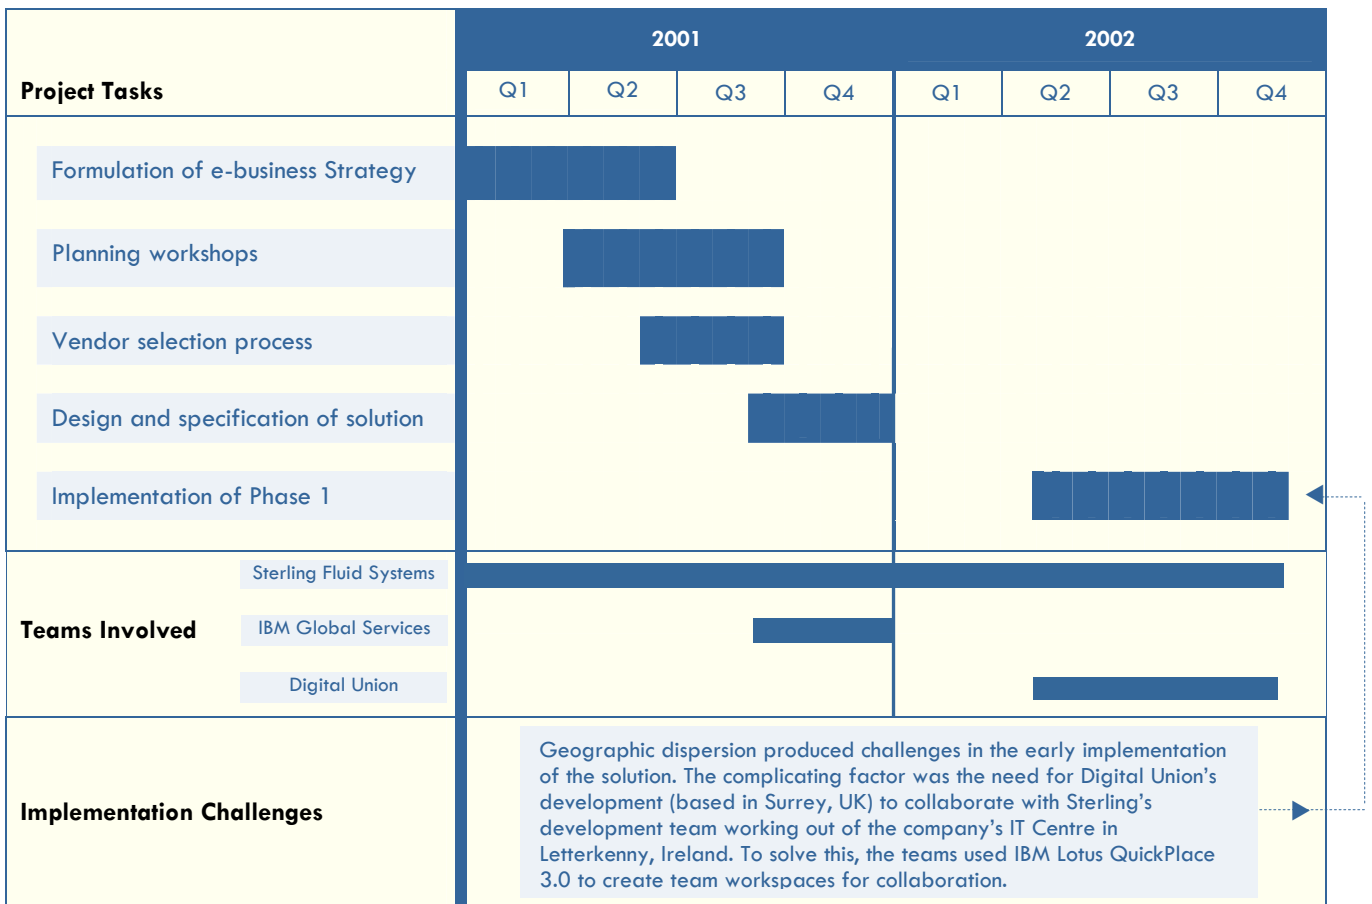 2001
2002
Project Tasks
Q1
Q2
Q3
Q4
Q1
Q2
Q3
Q4
Formulation of e-business Strategy
Planning workshops
Vendor selection process
Design and specification of solution
Implementation of Phase 1
Sterling Fluid Systems
Teams Involved
IBM Global Services
Digital Union
Implementation Challenges
Geographic dispersion produced challenges in the early implementation
of the solution. The complicating factor was the need for Digital Union’s
development (based in Surrey, UK) to collaborate with Sterling’s
development team working out of the company’s IT Centre in
Letterkenny, Ireland. To solve this, the teams used IBM Lotus QuickPlace
3.0 to create team workspaces for collaboration.